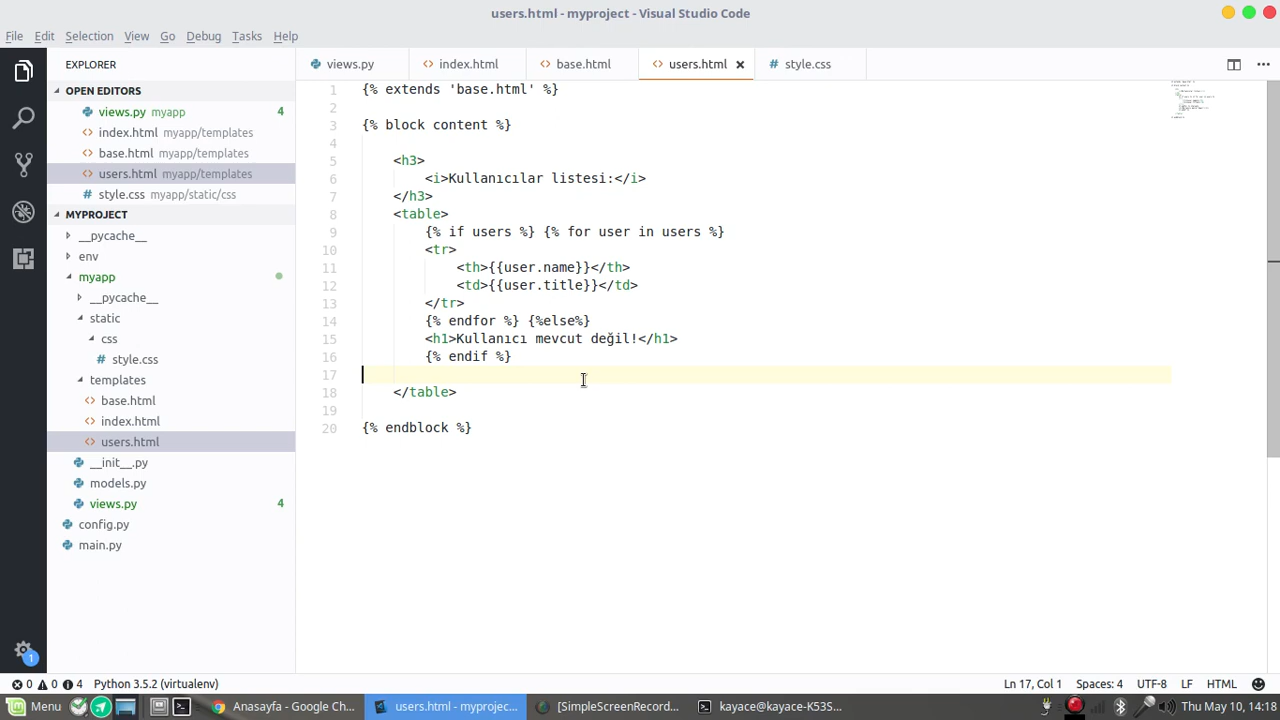 users.html - myproject - Visual Studio Code
File Edit Selection View Go Debug Tasks Help
EXPLORER
OPEN EDITORS
views.py myapp 4
index.html myapp/templates
base.html myapp/templates
users.html myapp/templates
style.css myapp/static/css
MYPROJECT
__pycache__
env
myapp
__pycache__
static
css
style.css
templates
base.html
index.html
users.html
__init__.py
models.py
views.py 4
config.py
main.py
views.py index.html base.html users.html style.css
1 {% extends 'base.html' %}
2
3 {% block content %}
4
5 <h3>
6 <i>Kullanıcılar listesi:</i>
7 </h3>
8 <table>
9 {% if users %} {% for user in users %}
10 <tr>
11 <th>{{user.name}}</th>
12 <td>{{user.title}}</td>
13 </tr>
14 {% endfor %} {%else%}
15 <h1>Kullanıcı mevcut değil!</h1>
16 {% endif %}
17
18 </table>
19
20 {% endblock %}
1
0 0 4 Python 3.5.2 (virtualenv) Ln 17, Col 1 Spaces: 4 UTF-8 LF HTML
Menu Anasayfa - Google Ch... users.html - myprojec... [SimpleScreenRecord... kayace@kayace-K53S... Thu May 10, 14:18